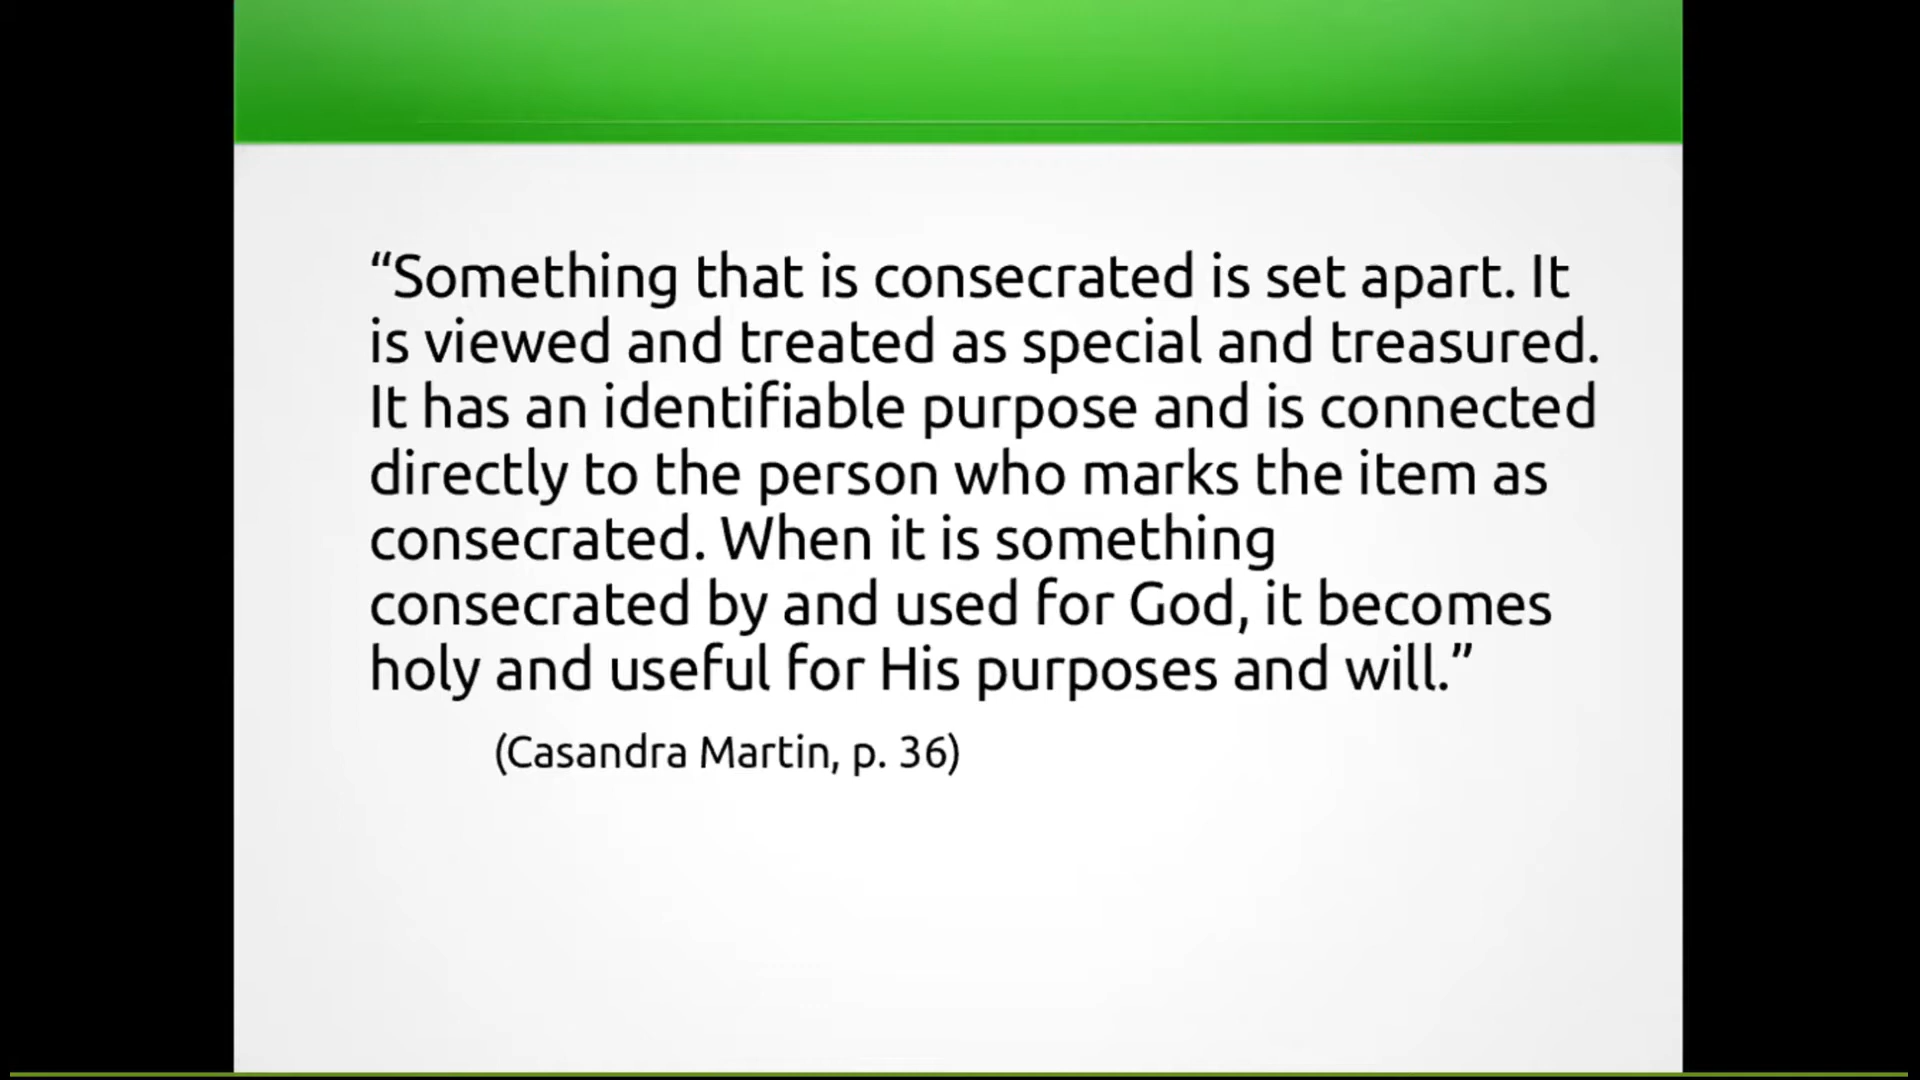 “Something that is consecrated is set apart. It
is viewed and treated as special and treasured.
It has an identifiable purpose and is connected
directly to the person who marks the item as
consecrated. When it is something
consecrated by and used for God, it becomes
holy and useful for His purposes and will.”
(Casandra Martin, p. 36)